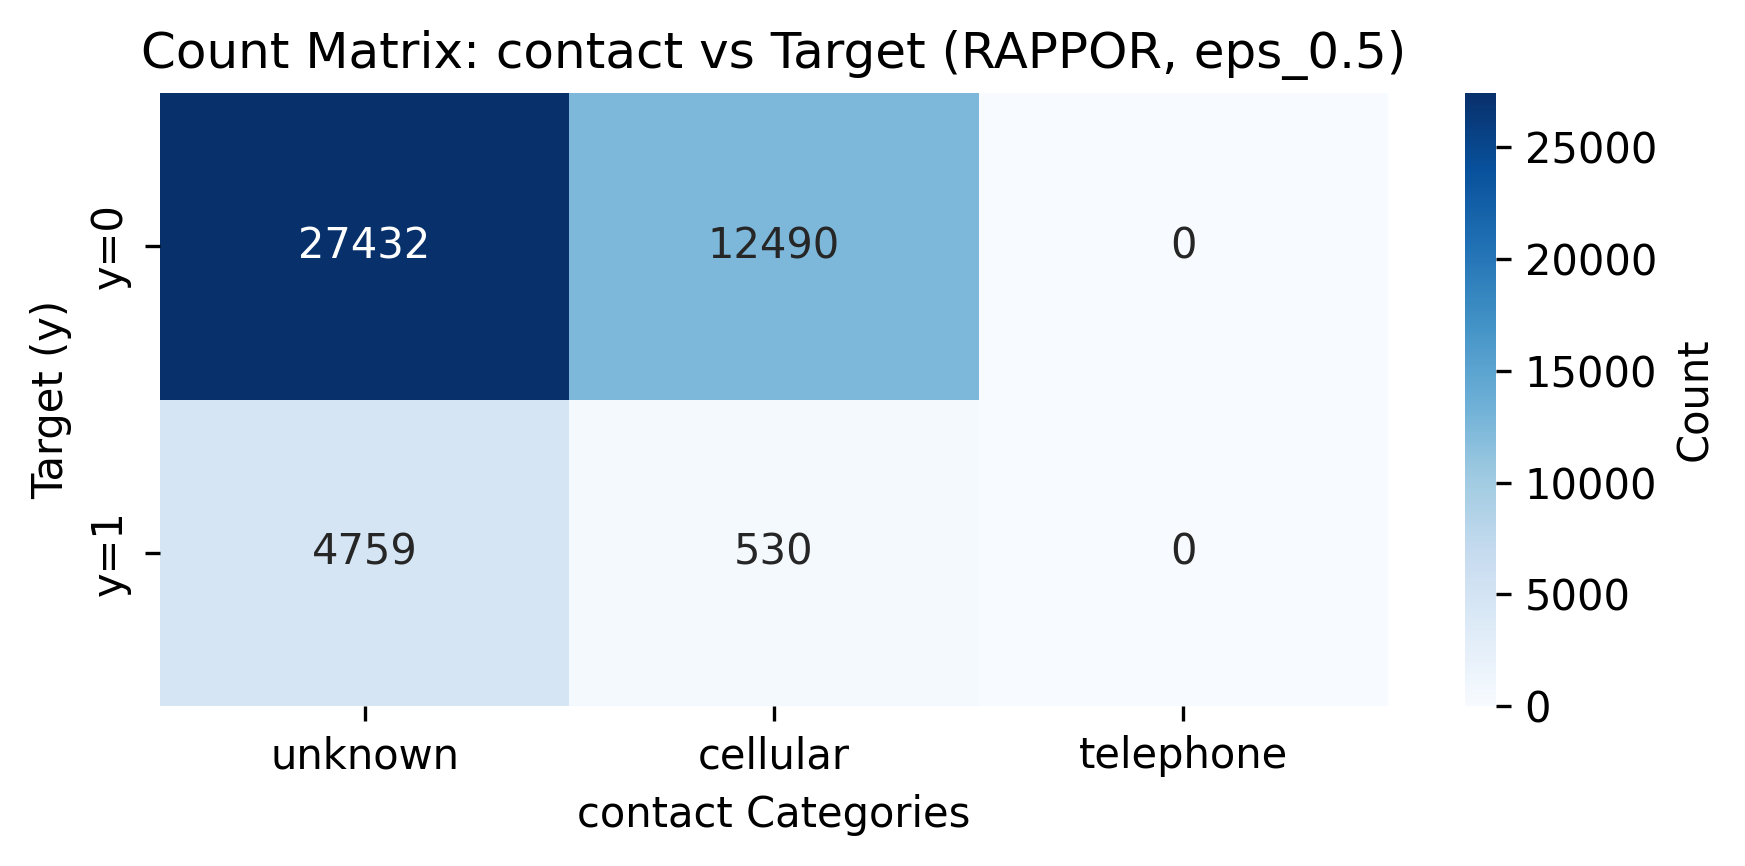 Count Matrix: contact vs Target (RAPPOR, eps_0.5)
Target (y)
y=0
27432 12490 0
y=1
4759 530 0
unknown cellular telephone
contact Categories
25000
20000
15000
10000
5000
0
Count